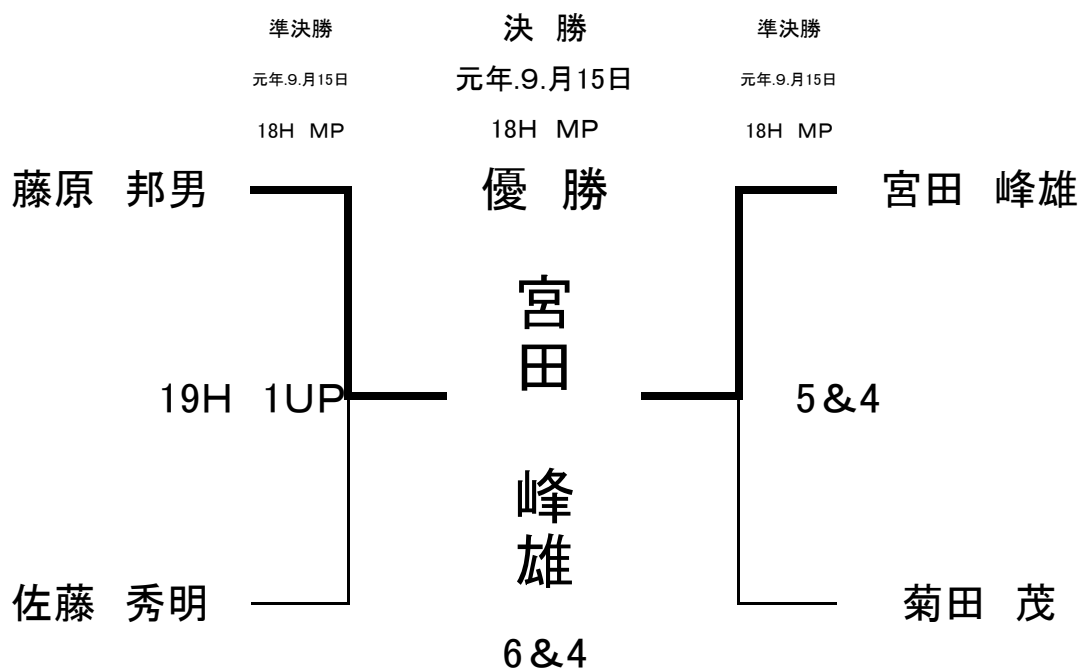 準決勝 決　勝 準決勝
元年.9.月15日 元年.9.月15日 元年.9.月15日
18H　MP 18H　MP 18H　MP
藤原　邦男 優　勝 宮田　峰雄
宮田　峰雄
19H　1UP 5&4
佐藤　秀明 菊田　茂
6&4